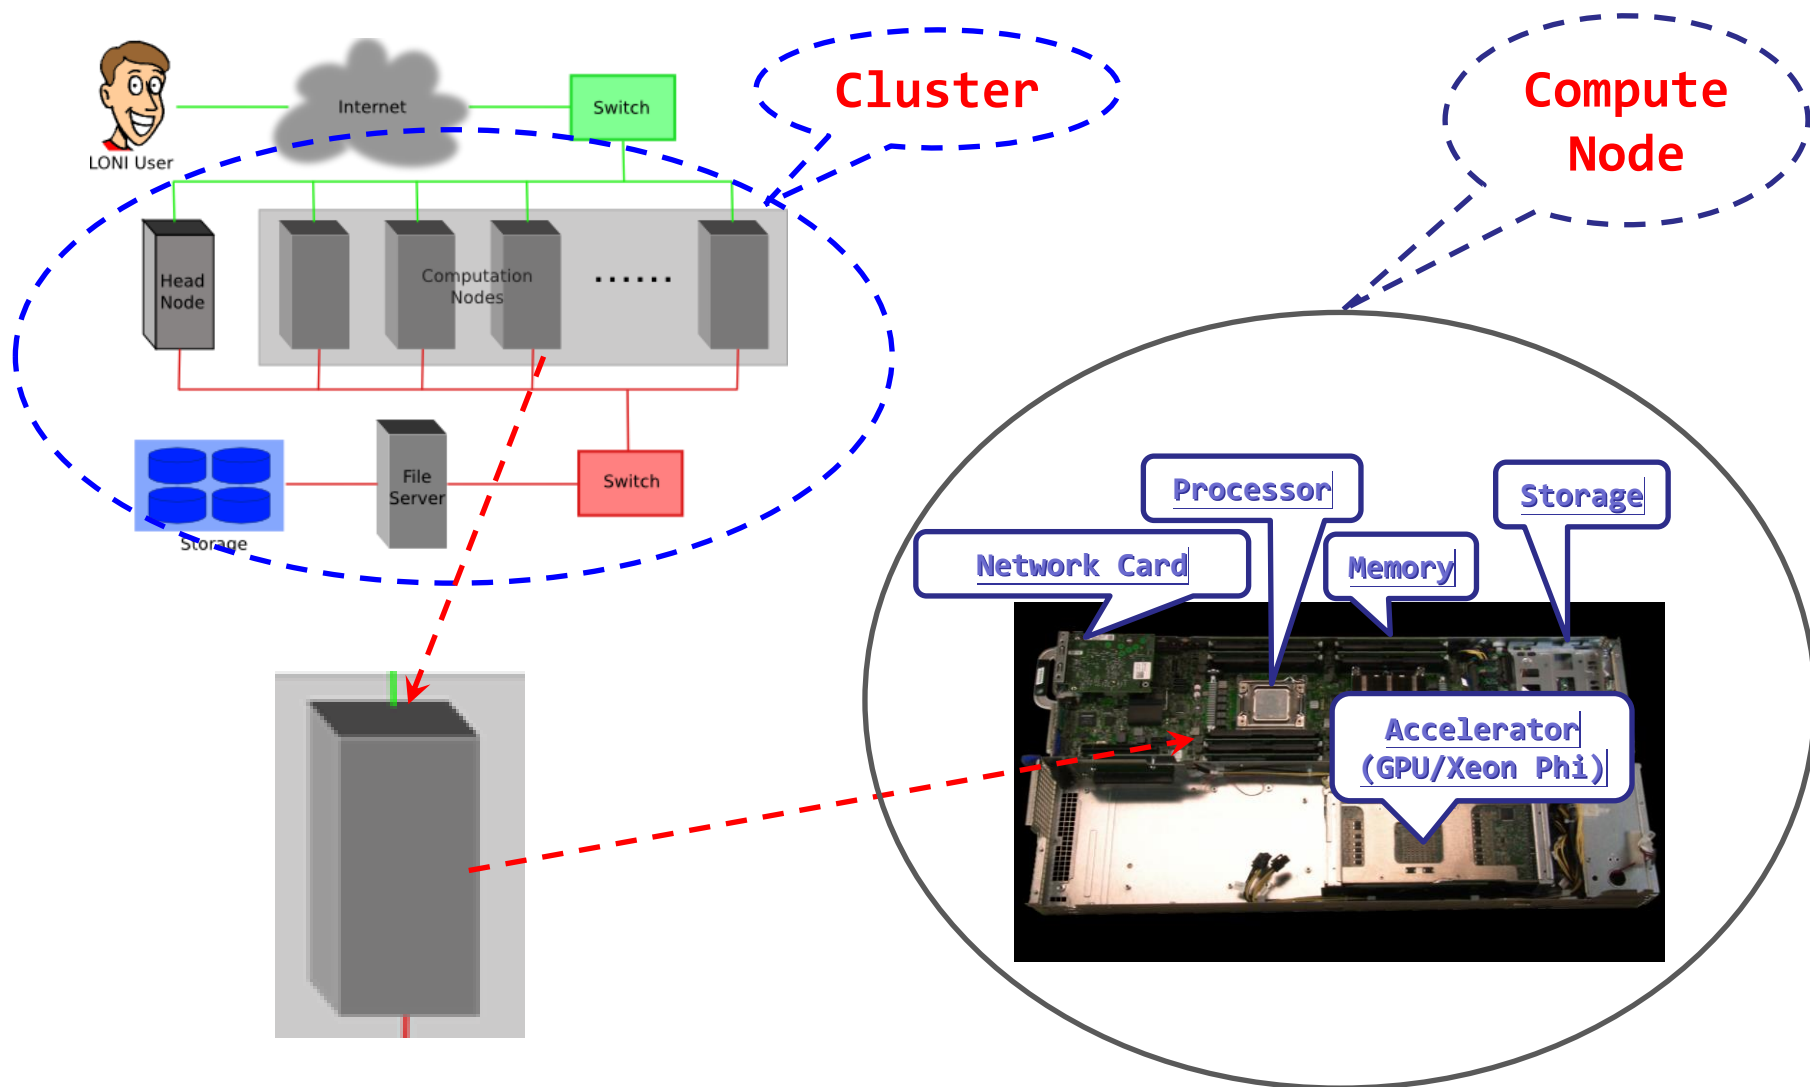 Cluster
Compute
Node
Internet
Switch
LONI User
Head
Node
Computation
Nodes
......
File
Server
Switch
Storage
Processor
Storage
Network Card
Memory
Accelerator
(GPU/Xeon Phi)